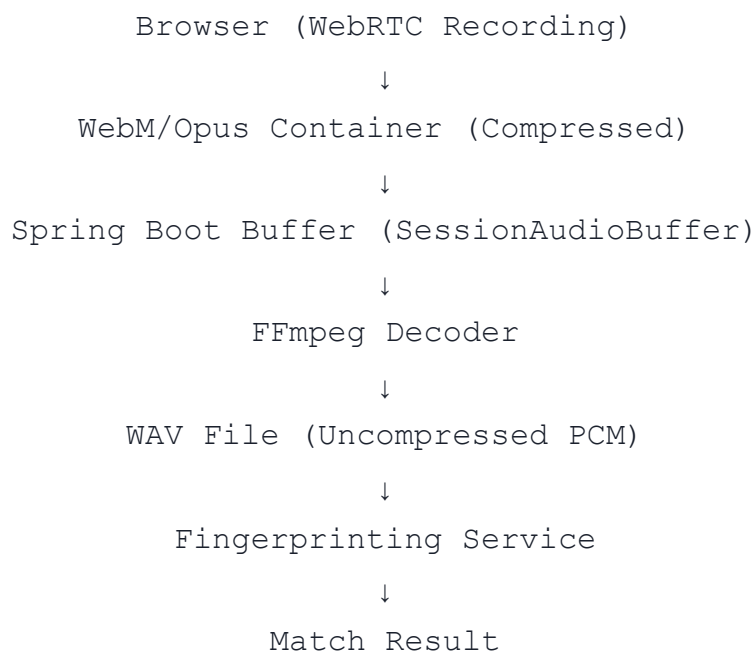 Browser (WebRTC Recording)
↓
WebM/Opus Container (Compressed)
↓
Spring Boot Buffer (SessionAudioBuffer)
↓
FFmpeg Decoder
↓
WAV File (Uncompressed PCM)
↓
Fingerprinting Service
↓
Match Result